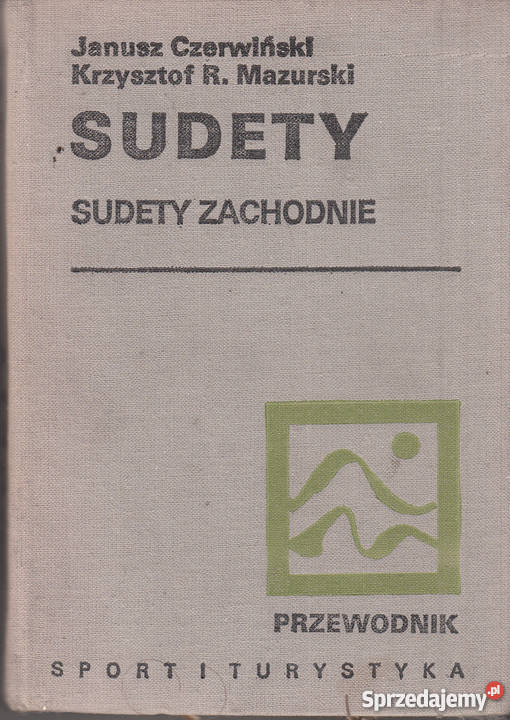 Janusz Czerwiński
Krzysztof R. Mazurski
SUDETY
SUDETY ZACHODNIE
PRZEWODNIK
SPORT I TURYSTYKA
Sprzedajemy.pl